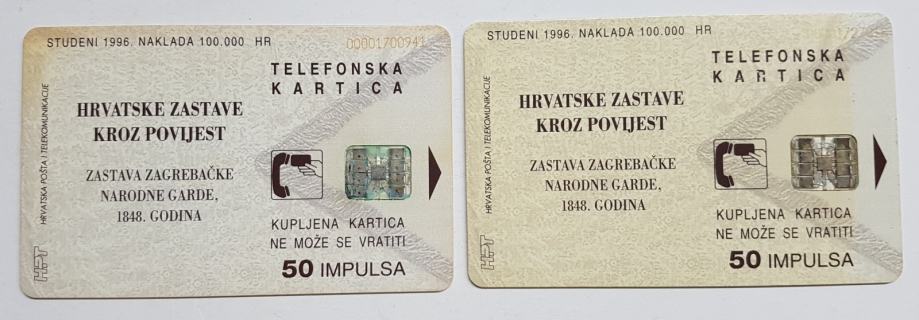 STUDENI 1996. NAKLADA 100.000 HR 00001700941
TELEFONSKA
KARTICA
HRVATSKE ZASTAVE
KROZ POVIJEST
ZASTAVA ZAGREBAČKE
NARODNE GARDE,
1848. GODINA
HRVATSKA POŠTA I TELEKOMUNIKACIJE
HPT
KUPLJENA KARTICA
NE MOŽE SE VRATITI
50 IMPULSA
STUDENI 1996. NAKLADA 100.000 HR
TELEFONSKA
KARTICA
HRVATSKE ZASTAVE
KROZ POVIJEST
ZASTAVA ZAGREBAČKE
NARODNE GARDE,
1848. GODINA
HRVATSKA POŠTA I TELEKOMUNIKACIJE
HPT
KUPLJENA KARTICA
NE MOŽE SE VRATITI
50 IMPULSA